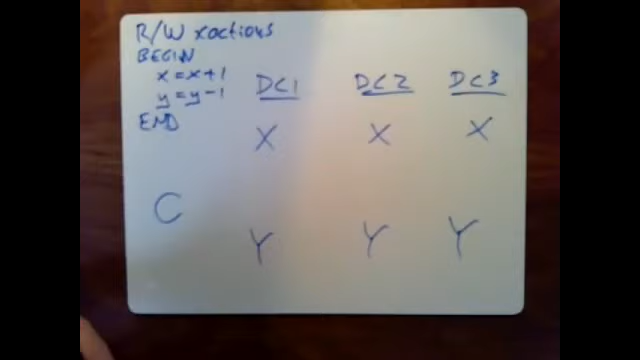 R/W xactions
BEGIN
x = x + 1
y = y - 1
END
DC1 DC2 DC3
X X X
C
Y Y Y